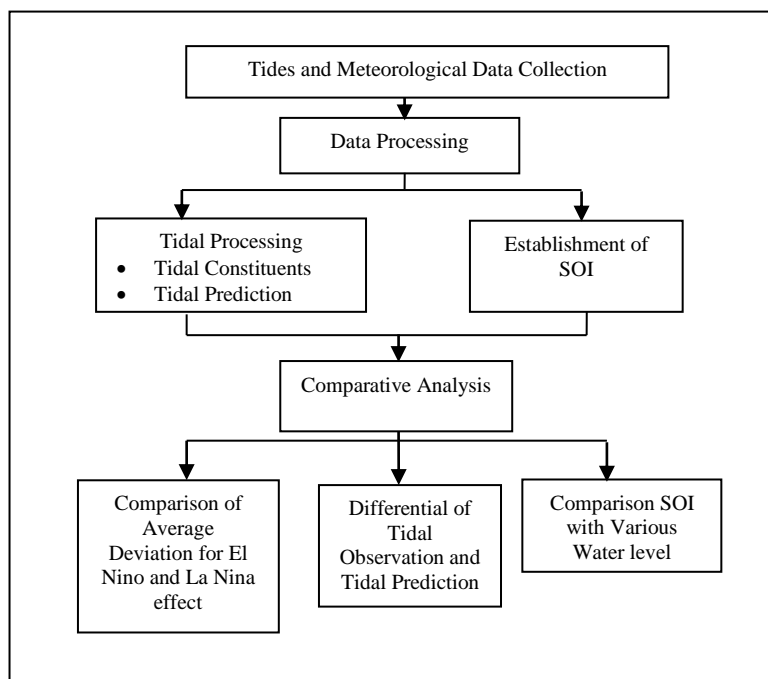 Tides and Meteorological Data Collection
Data Processing
Tidal Processing
• Tidal Constituents
• Tidal Prediction
Establishment of
SOI
Comparative Analysis
Comparison of
Average
Deviation for El
Nino and La Nina
effect
Differential of
Tidal
Observation and
Tidal Prediction
Comparison SOI
with Various
Water level